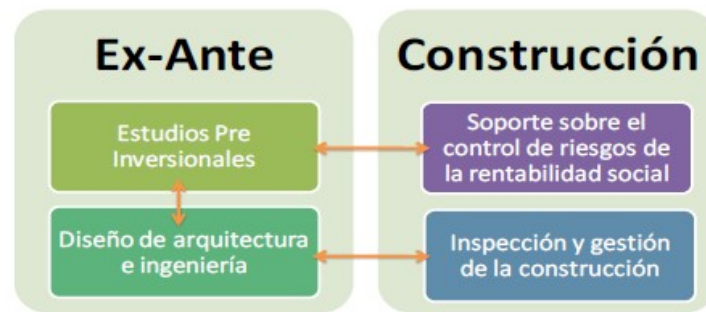 Ex-Ante
Estudios Pre
Inversionales
Diseño de arquitectura
e ingeniería
Construcción
Soporte sobre el
control de riesgos de
la rentabilidad social
Inspección y gestión
de la construcción